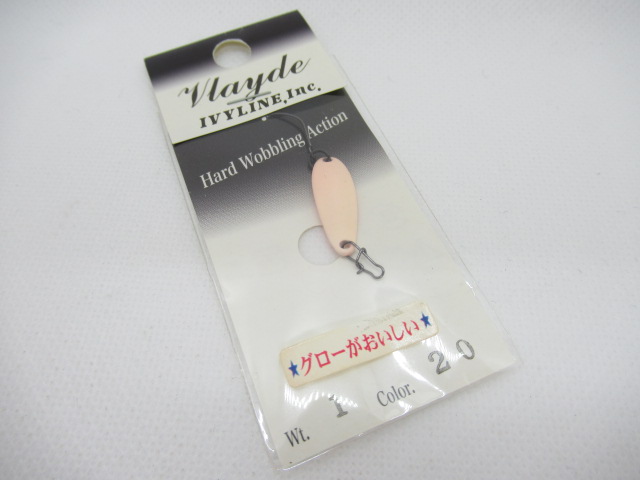 Vlayde
IVYLINE,Inc.
Hard Wobbling Action
★グローがおいしい★
Wt. 1 Color. 20